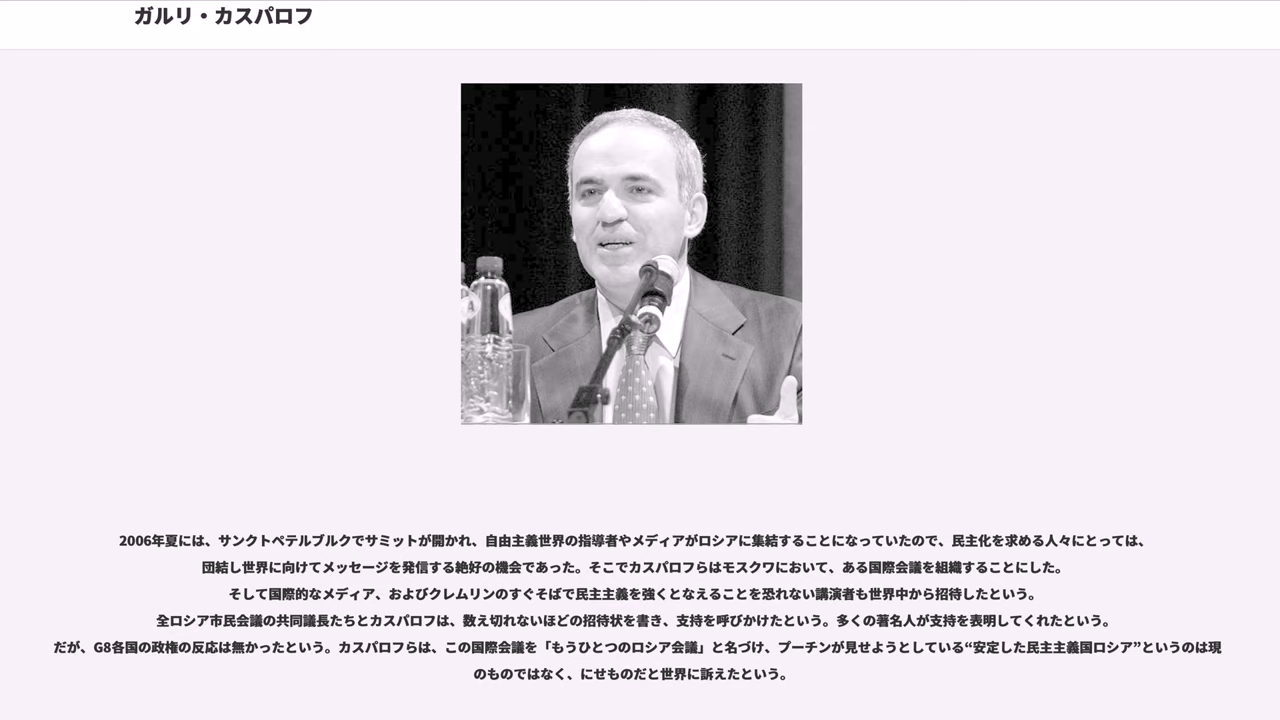 ガルリ・カスパロフ
2006年夏には、サンクトペテルブルクでサミットが開かれ、自由主義世界の指導者やメディアがロシアに集結することになっていたので、民主化を求める人々にとっては、
団結し世界に向けてメッセージを発信する絶好の機会であった。そこでカスパロフらはモスクワにおいて、ある国際会議を組織することにした。
そして国際的なメディア、およびクレムリンのすぐそばで民主主義を強くとなえることを恐れない講演者も世界中から招待したという。
全ロシア市民会議の共同議長たちとカスパロフは、数え切れないほどの招待状を書き、支持を呼びかけたという。多くの著名人が支持を表明してくれたという。
だが、G8各国の政権の反応は無かったという。カスパロフらは、この国際会議を「もうひとつのロシア会議」と名づけ、プーチンが見せようとしている“安定した民主主義国ロシア”というのは現
のものではなく、にせものだと世界に訴えたという。